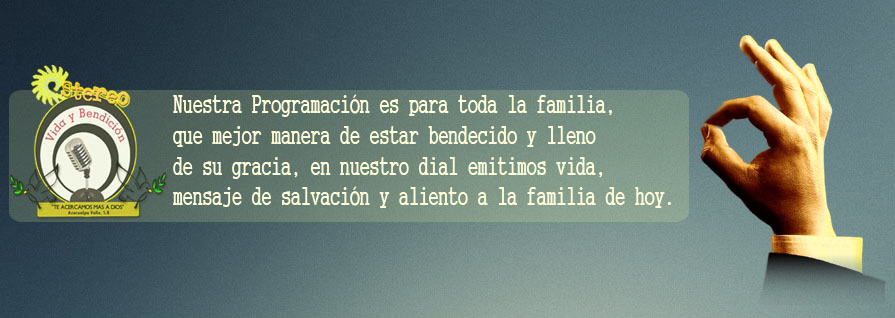 Stereo
Vida y Bendición
"TE ACERCAMOS MAS A DIOS"
Nuestra Programación es para toda la familia,
que mejor manera de estar bendecido y lleno
de su gracia, en nuestro dial emitimos vida,
mensaje de salvación y aliento a la familia de hoy.